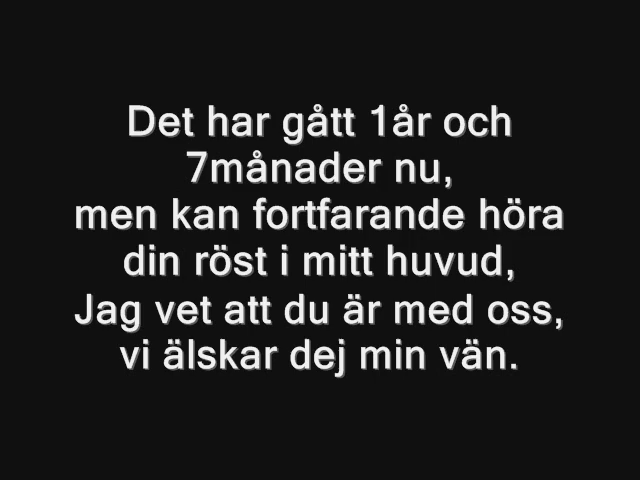 Det har gått 1år och
7månader nu,
men kan fortfarande höra
din röst i mitt huvud,
Jag vet att du är med oss,
vi älskar dej min vän.